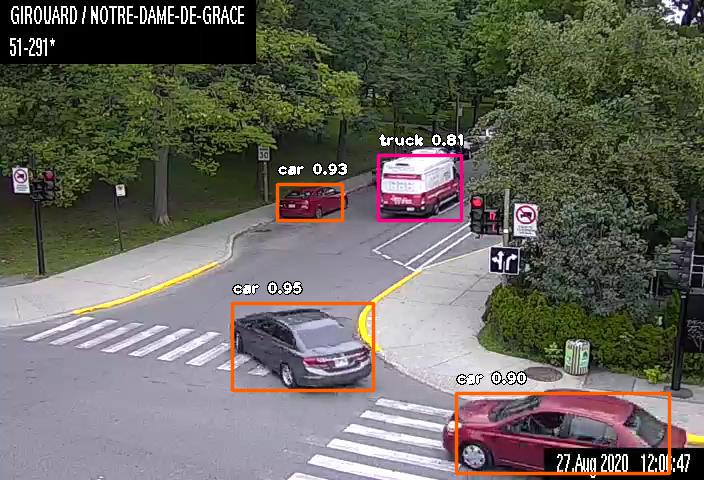 GIROUARD / NOTRE-DAME-DE-GRACE
51-291*
truck 0.81
car 0.93
30
car 0.95
car 0.90
27.Aug 2020